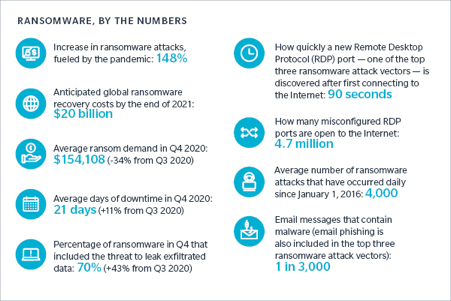 RANSOMWARE, BY THE NUMBERS
Increase in ransomware attacks,
fueled by the pandemic: 148%
Anticipated global ransomware
recovery costs by the end of 2021:
$20 billion
Average ransom demand in Q4 2020:
$154,108 (-34% from Q3 2020)
Average days of downtime in Q4 2020:
21 days (+11% from Q3 2020)
Percentage of ransomware in Q4 that
included the threat to leak exfiltrated
data: 70% (+43% from Q3 2020)
How quickly a new Remote Desktop
Protocol (RDP) port — one of the top
three ransomware attack vectors — is
discovered after first connecting to
the Internet: 90 seconds
How many misconfigured RDP
ports are open to the Internet:
4.7 million
Average number of ransomware
attacks that have occurred daily
since January 1, 2016: 4,000
Email messages that contain
malware (email phishing is
also included in the top three
ransomware attack vectors):
1 in 3,000